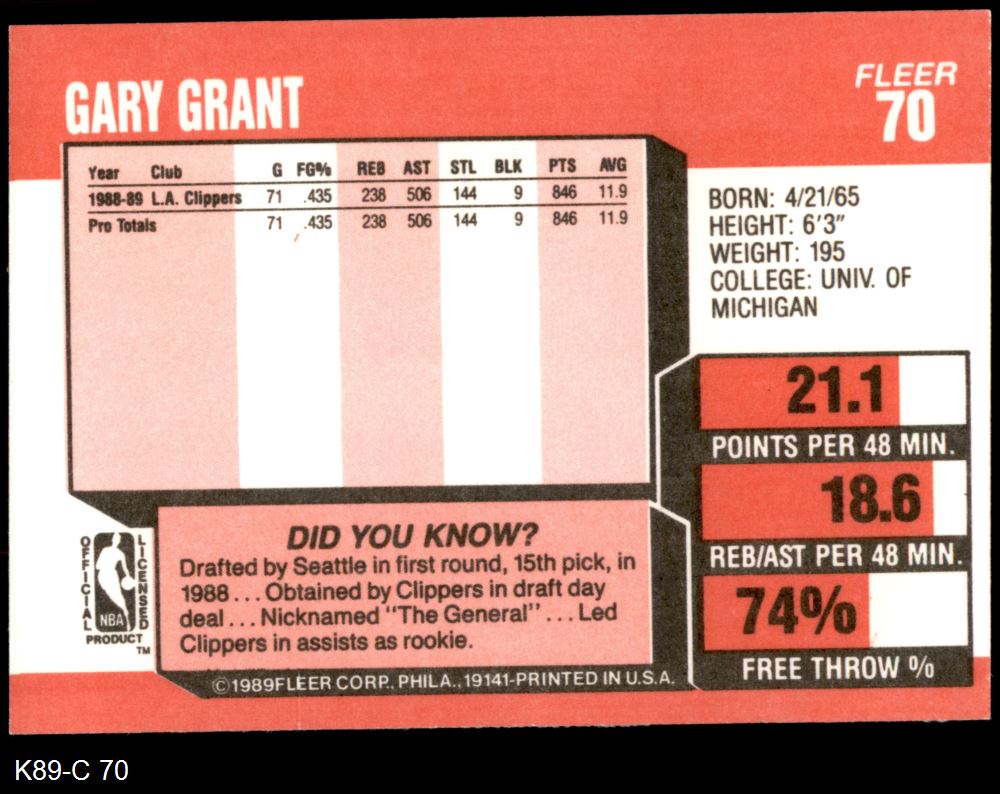 GARY GRANT
FLEER
70
Year Club G FG% REB AST STL BLK PTS AVG
1988-89 L.A. Clippers 71 .435 238 506 144 9 846 11.9
Pro Totals 71 .435 238 506 144 9 846 11.9
BORN: 4/21/65
HEIGHT: 6'3"
WEIGHT: 195
COLLEGE: UNIV. OF
MICHIGAN
21.1
POINTS PER 48 MIN.
18.6
REB/AST PER 48 MIN.
74%
FREE THROW %
OFFICIAL
LICENSED
NBA
PRODUCT
TM
DID YOU KNOW?
Drafted by Seattle in first round, 15th pick, in
1988 . . . Obtained by Clippers in draft day
deal . . . Nicknamed "The General" . . . Led
Clippers in assists as rookie.
©1989FLEER CORP., PHILA., 19141-PRINTED IN U.S.A.
K89-C 70